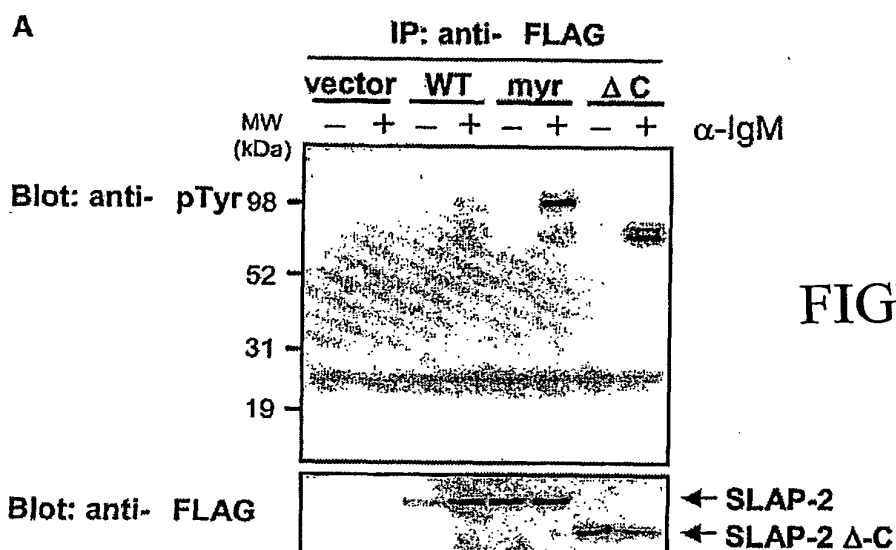 A
IP: anti- FLAG
vector WT myr Δ C
MW (kDa) – + – + – + – + α-IgM
Blot: anti- pTyr
98
52
31
19
FIG
Blot: anti- FLAG
← SLAP-2
← SLAP-2 Δ-C